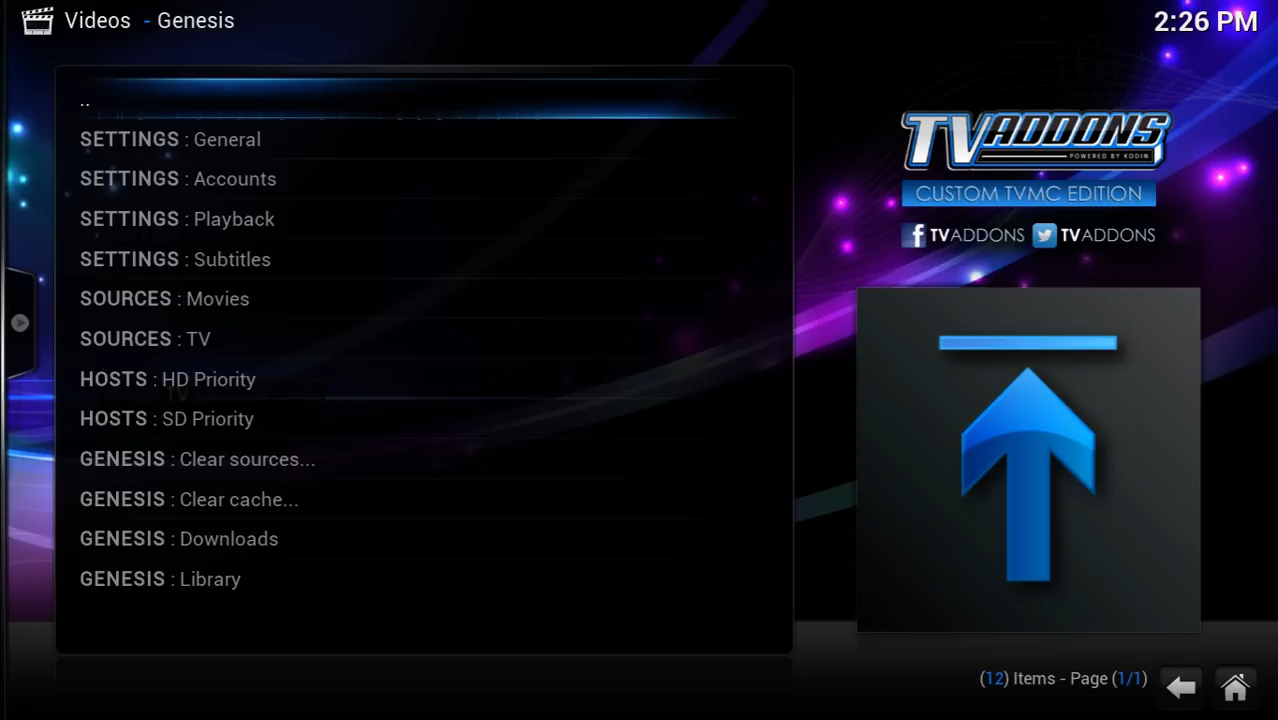 Videos - Genesis
2:26 PM
..
SETTINGS : General
SETTINGS : Accounts
SETTINGS : Playback
SETTINGS : Subtitles
SOURCES : Movies
SOURCES : TV
HOSTS : HD Priority
HOSTS : SD Priority
GENESIS : Clear sources...
GENESIS : Clear cache...
GENESIS : Downloads
GENESIS : Library
TVADDONS
POWERED BY KODI®
CUSTOM TVMC EDITION
f TVADDONS TVADDONS
(12) Items - Page (1/1)